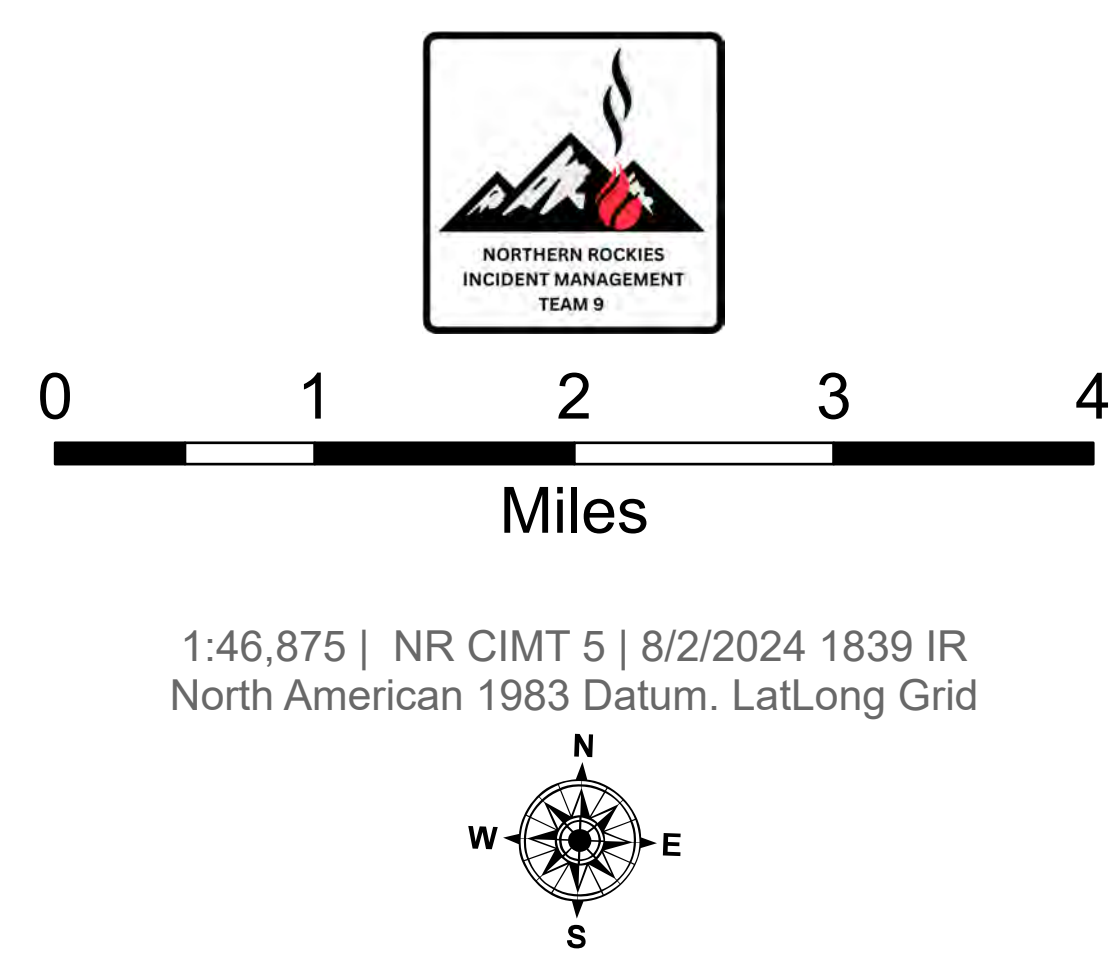 NORTHERN ROCKIES
INCIDENT MANAGEMENT
TEAM 9
0 1 2 3 4
Miles
1:46,875 | NR CIMT 5 | 8/2/2024 1839 IR
North American 1983 Datum. LatLong Grid
N
W E
S